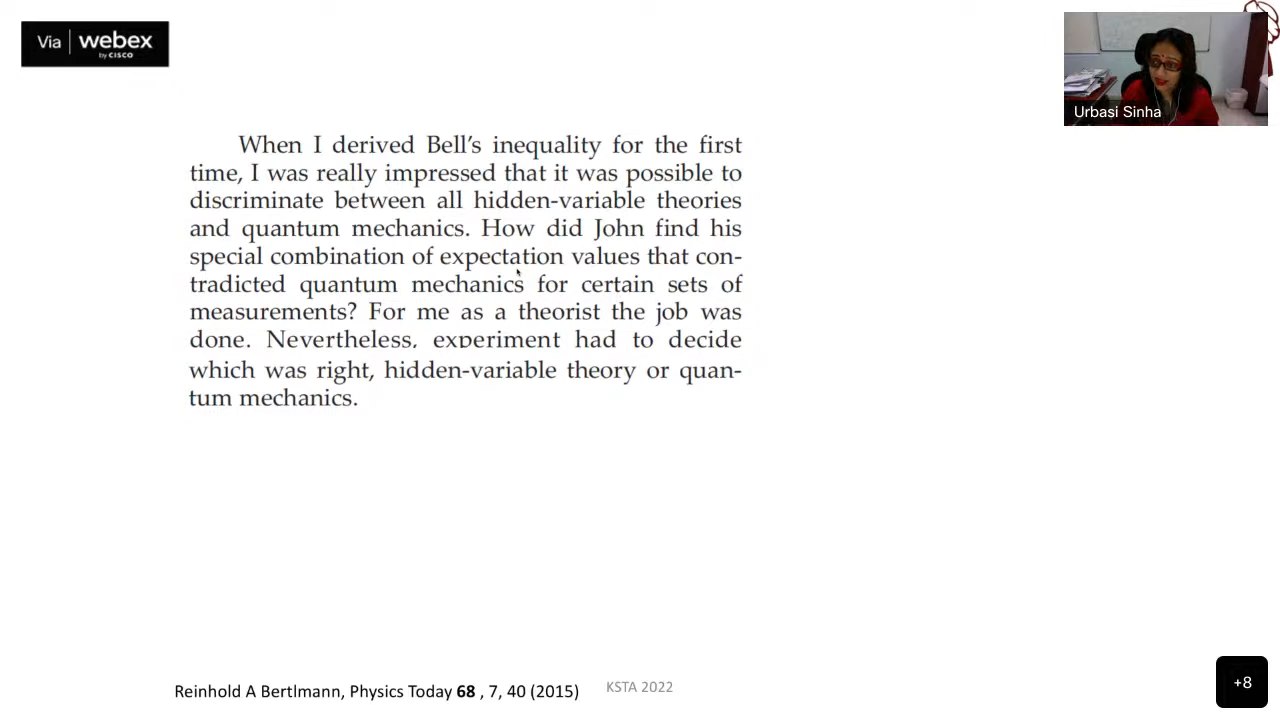 Via | webex
by CISCO
Urbasi Sinha
When I derived Bell's inequality for the first
time, I was really impressed that it was possible to
discriminate between all hidden-variable theories
and quantum mechanics. How did John find his
special combination of expectation values that con-
tradicted quantum mechanics for certain sets of
measurements? For me as a theorist the job was
done. Nevertheless, experiment had to decide
which was right, hidden-variable theory or quan-
tum mechanics.
Reinhold A Bertlmann, Physics Today 68 , 7, 40 (2015)
KSTA 2022
+8